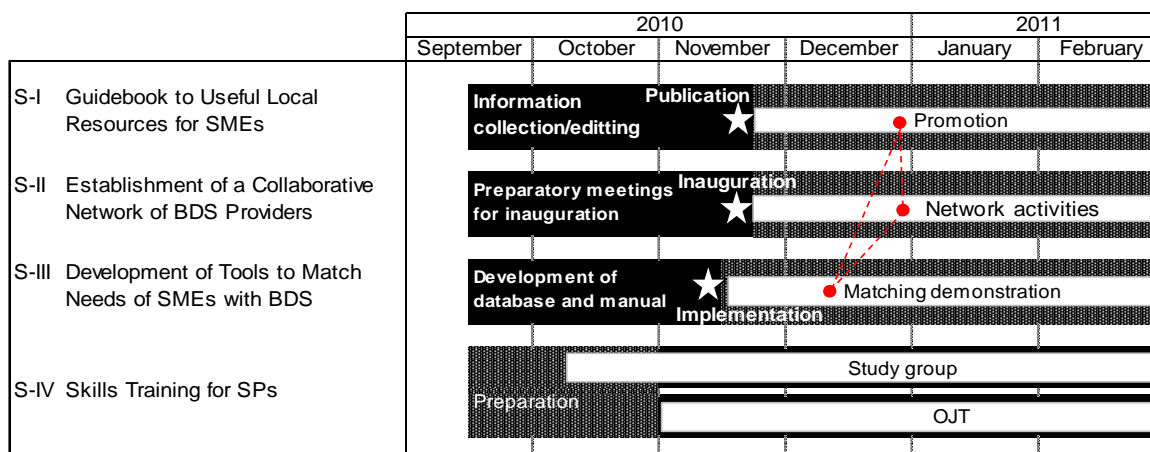 2010 2011
September October November December January February
S-I Guidebook to Useful Local
Resources for SMEs
Information
collection/editting
Publication
Promotion
S-II Establishment of a Collaborative
Network of BDS Providers
Preparatory meetings
for inauguration
Inauguration
Network activities
S-III Development of Tools to Match
Needs of SMEs with BDS
Development of
database and manual
Implementation
Matching demonstration
S-IV Skills Training for SPs
Preparation
Study group
OJT